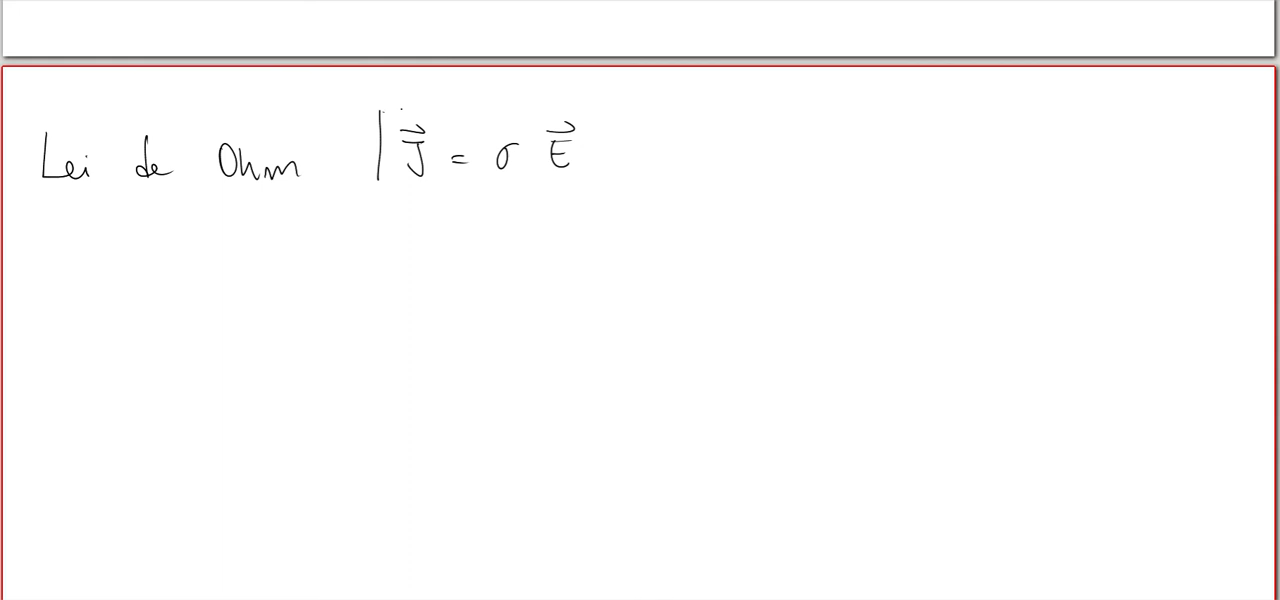 Lei de Ohm | J⃗ = σ E⃗